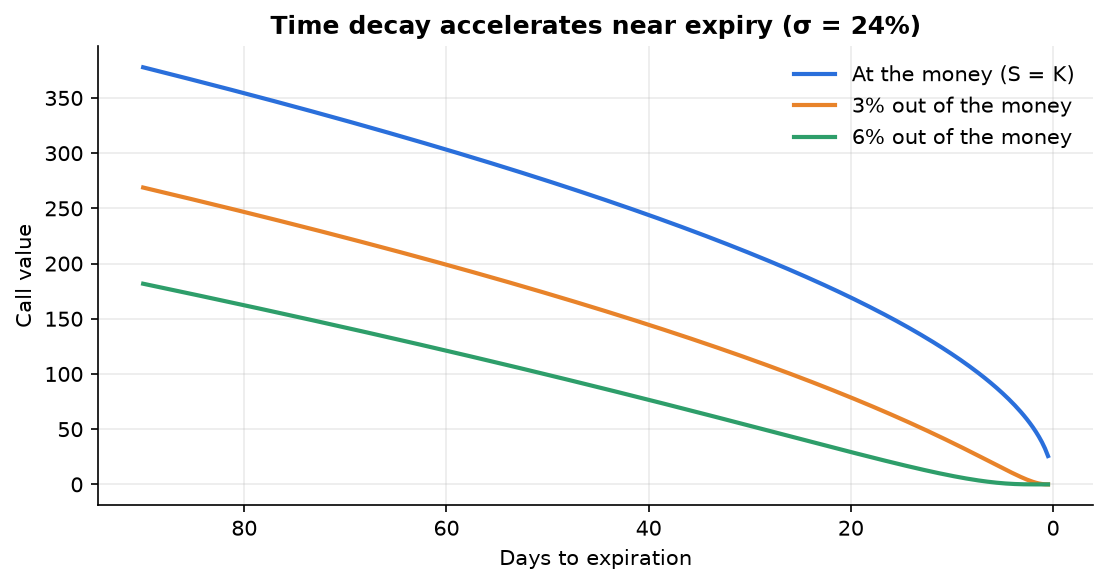 Time decay accelerates near expiry (σ = 24%)
At the money (S = K)
3% out of the money
6% out of the money
Call value
350
300
250
200
150
100
50
0
80 60 40 20 0
Days to expiration